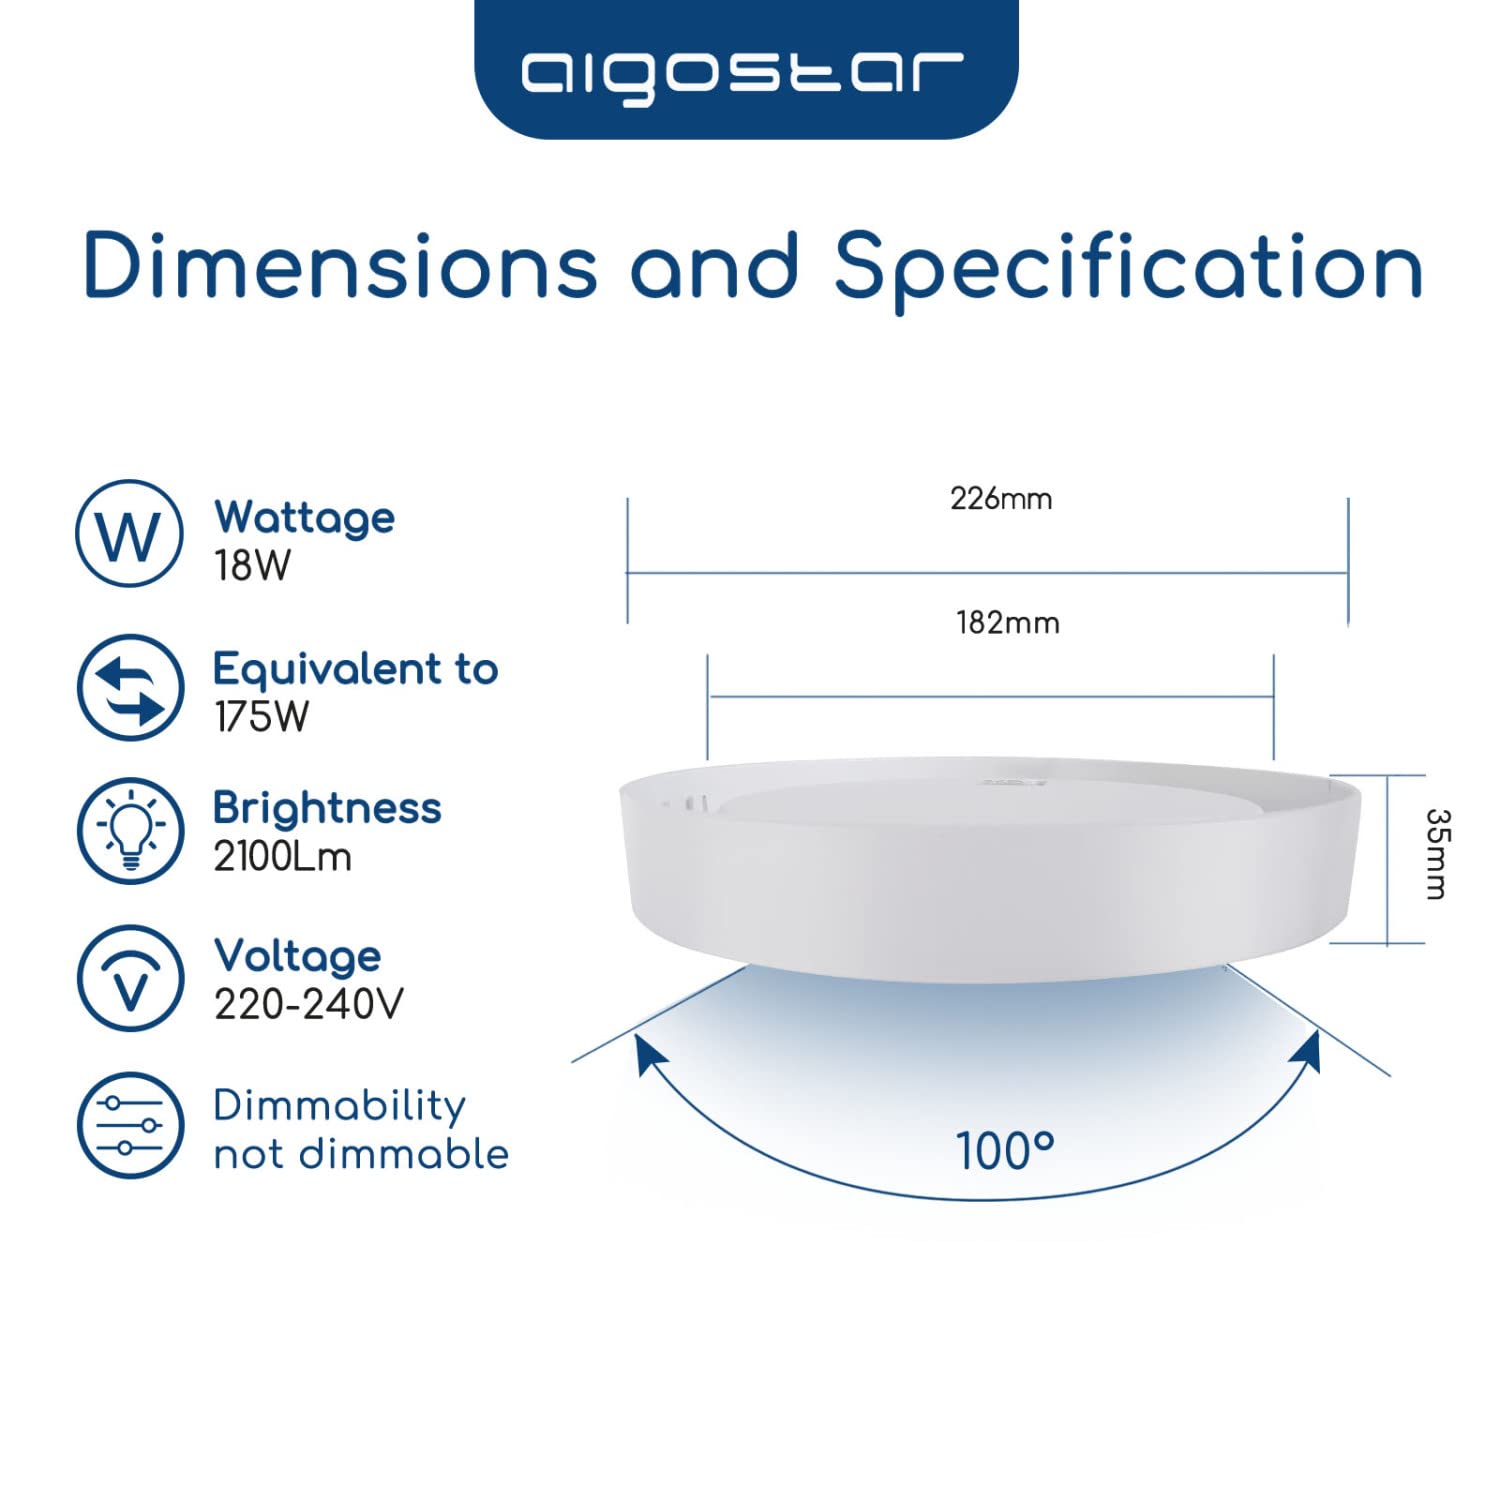 aigostar
Dimensions and Specification
W
Wattage
18W
Equivalent to
175W
Brightness
2100Lm
V
Voltage
220-240V
Dimmability
not dimmable
226mm
182mm
35mm
100°